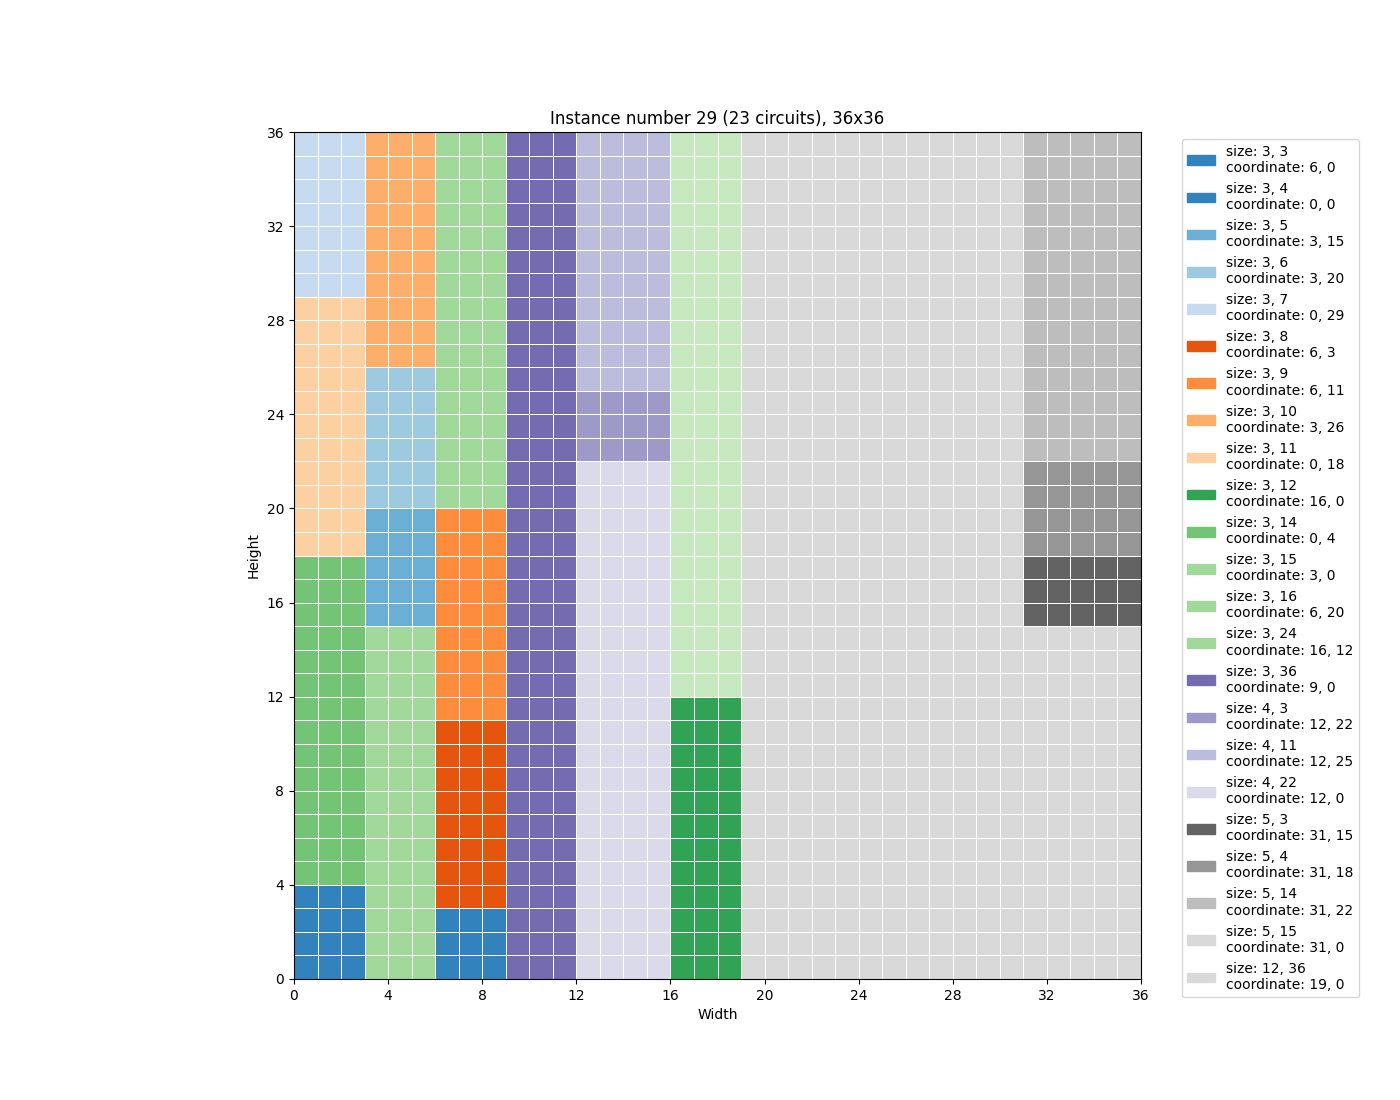 Instance number 29 (23 circuits), 36x36
36
32
28
24
20
16
12
8
4
0
Height
0 4 8 12 16 20 24 28 32 36
Width
size: 3, 3
coordinate: 6, 0
size: 3, 4
coordinate: 0, 0
size: 3, 5
coordinate: 3, 15
size: 3, 6
coordinate: 3, 20
size: 3, 7
coordinate: 0, 29
size: 3, 8
coordinate: 6, 3
size: 3, 9
coordinate: 6, 11
size: 3, 10
coordinate: 3, 26
size: 3, 11
coordinate: 0, 18
size: 3, 12
coordinate: 16, 0
size: 3, 14
coordinate: 0, 4
size: 3, 15
coordinate: 3, 0
size: 3, 16
coordinate: 6, 20
size: 3, 24
coordinate: 16, 12
size: 3, 36
coordinate: 9, 0
size: 4, 3
coordinate: 12, 22
size: 4, 11
coordinate: 12, 25
size: 4, 22
coordinate: 12, 0
size: 5, 3
coordinate: 31, 15
size: 5, 4
coordinate: 31, 18
size: 5, 14
coordinate: 31, 22
size: 5, 15
coordinate: 31, 0
size: 12, 36
coordinate: 19, 0